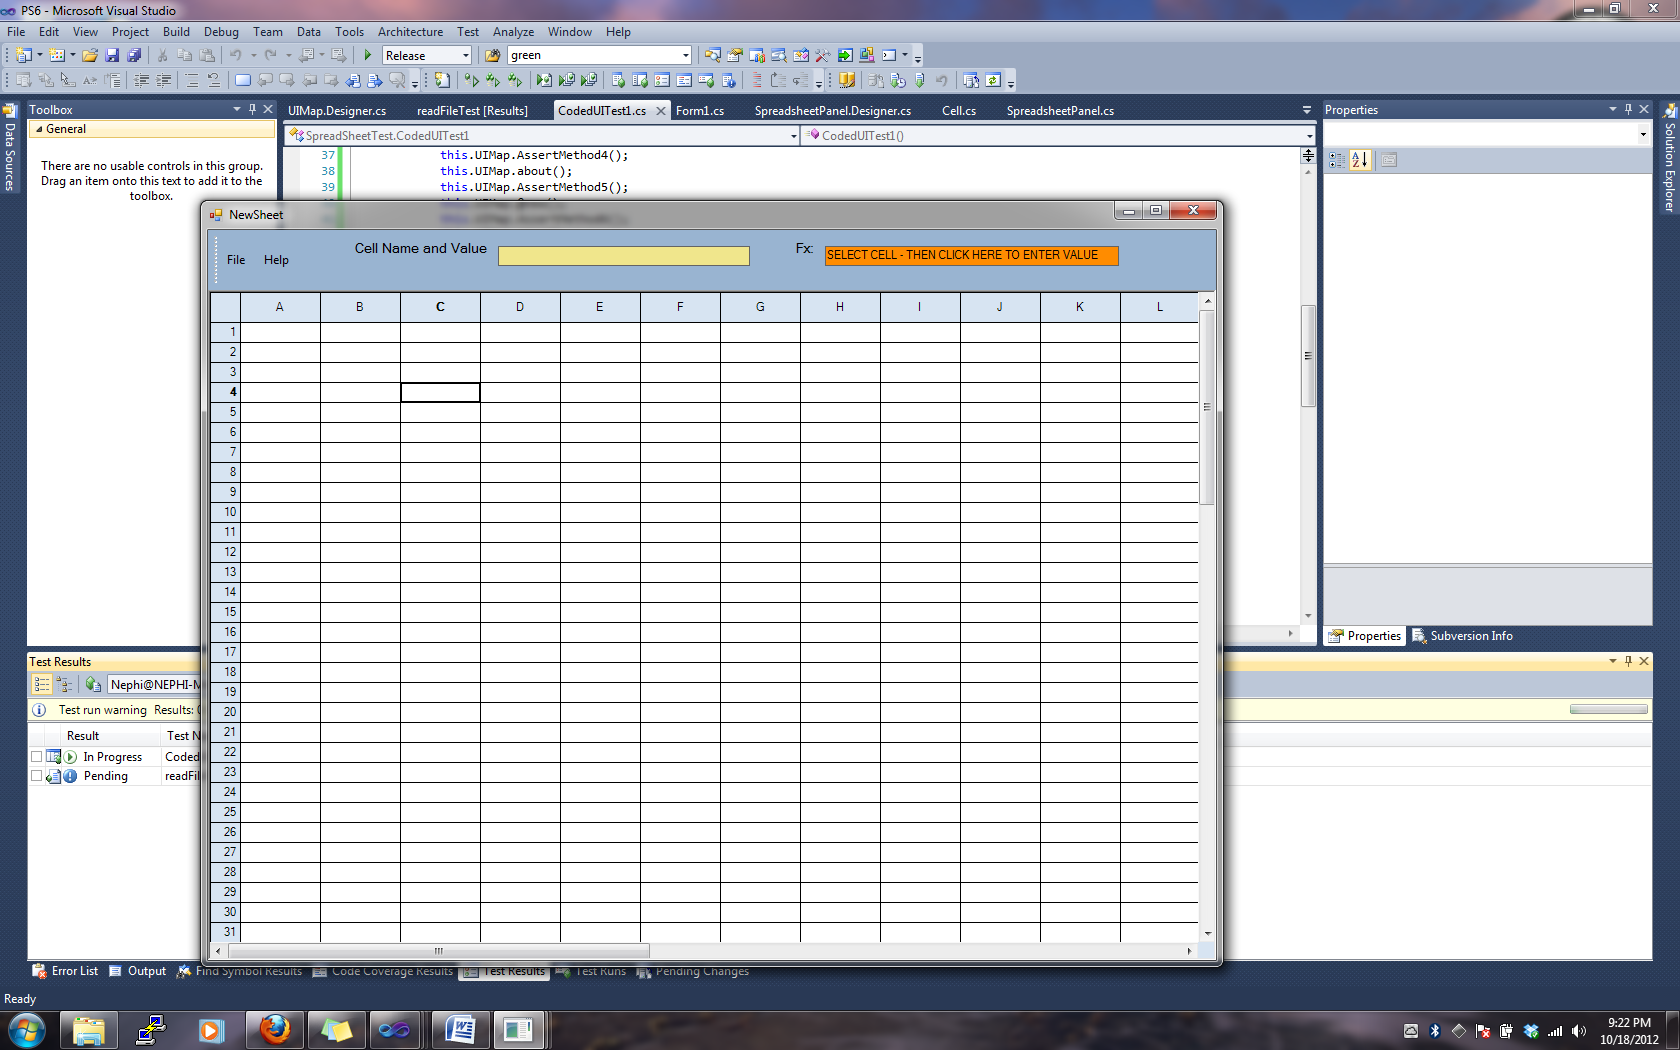 PS6 - Microsoft Visual Studio
File Edit View Project Build Debug Team Data Tools Architecture Test Analyze Window Help
Release green
Data Sources
Toolbox
General
There are no usable controls in this group.
Drag an item onto this text to add it to the
toolbox.
UIMap.Designer.cs readFileTest [Results] CodedUITest1.cs Form1.cs SpreadsheetPanel.Designer.cs Cell.cs SpreadsheetPanel.cs
SpreadSheetTest.CodedUITest1 CodedUITest1()
37 this.UIMap.AssertMethod4();
38 this.UIMap.about();
39 this.UIMap.AssertMethod5();
Properties
Solution Explorer
NewSheet
File Help Cell Name and Value Fx: SELECT CELL - THEN CLICK HERE TO ENTER VALUE
A B C D E F G H I J K L
1
2
3
4
5
6
7
8
9
10
11
12
13
14
15
16
17
18
19
20
21
22
23
24
25
26
27
28
29
30
31
Properties Subversion Info
Test Results
Nephi@NEPHI-M
Test run warning Results:
Result Test N
In Progress Coded
Pending readFil
Error List Output Find Symbol Results Code Coverage Results Test Results Test Runs Pending Changes
Ready
9:22 PM
10/18/2012